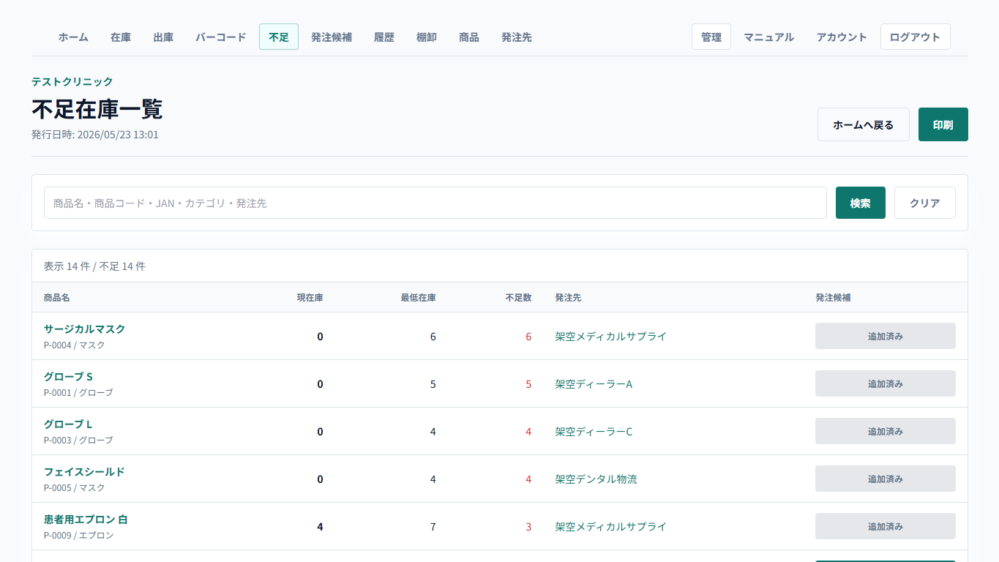 ホーム 在庫 出庫 バーコード 不足 発注候補 履歴 棚卸 商品 発注先 管理 マニュアル アカウント ログアウト
テストクリニック
不足在庫一覧
発行日時: 2026/05/23 13:01
ホームへ戻る 印刷
商品名・商品コード・JAN・カテゴリ・発注先 検索 クリア
表示 14 件 / 不足 14 件
商品名 現在庫 最低在庫 不足数 発注先 発注候補
サージカルマスク
P-0004 / マスク
0 6 6 架空メディカルサプライ 追加済み
グローブ S
P-0001 / グローブ
0 5 5 架空ディーラーA 追加済み
グローブ L
P-0003 / グローブ
0 4 4 架空ディーラーC 追加済み
フェイスシールド
P-0005 / マスク
0 4 4 架空デンタル物流 追加済み
患者用エプロン 白
P-0009 / エプロン
4 7 3 架空メディカルサプライ 追加済み